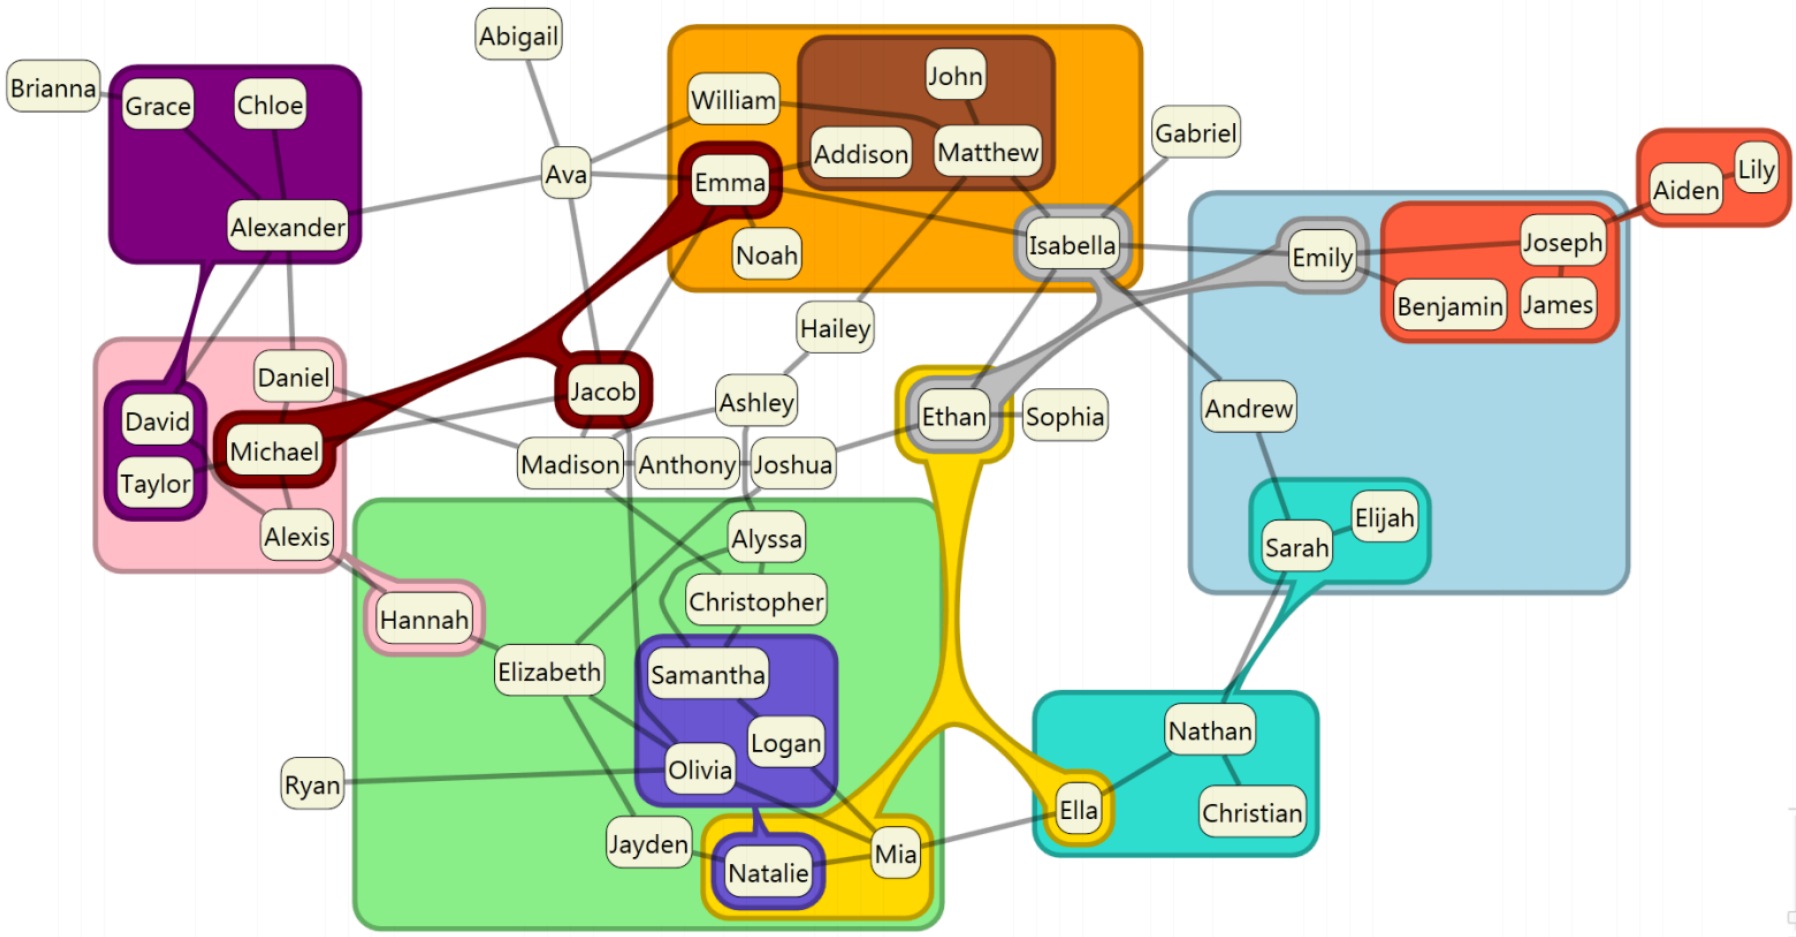 Abigail
Brianna
Grace
Chloe
William
John
Addison
Matthew
Gabriel
Ava
Emma
Lily
Aiden
Alexander
Noah
Isabella
Emily
Joseph
Benjamin
James
Hailey
Daniel
Jacob
Ashley
Ethan
Sophia
Andrew
David
Michael
Taylor
Madison
Anthony
Joshua
Alexis
Alyssa
Sarah
Elijah
Christopher
Hannah
Elizabeth
Samantha
Logan
Olivia
Nathan
Ryan
Ella
Christian
Jayden
Natalie
Mia